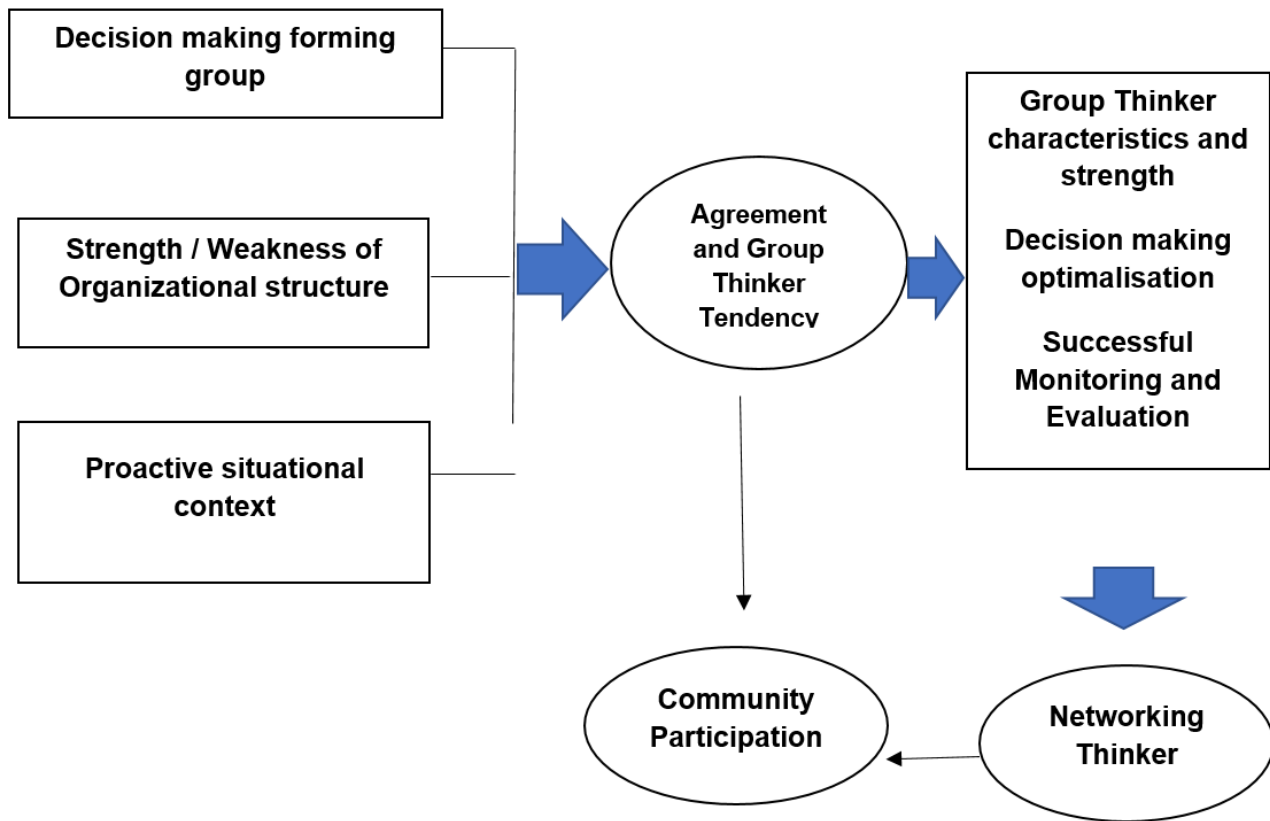 Decision making forming
group
Strength / Weakness of
Organizational structure
Proactive situational
context
Agreement
and Group
Thinker
Tendency
Group Thinker
characteristics and
strength
Decision making
optimalisation
Successful
Monitoring and
Evaluation
Community
Participation
Networking
Thinker